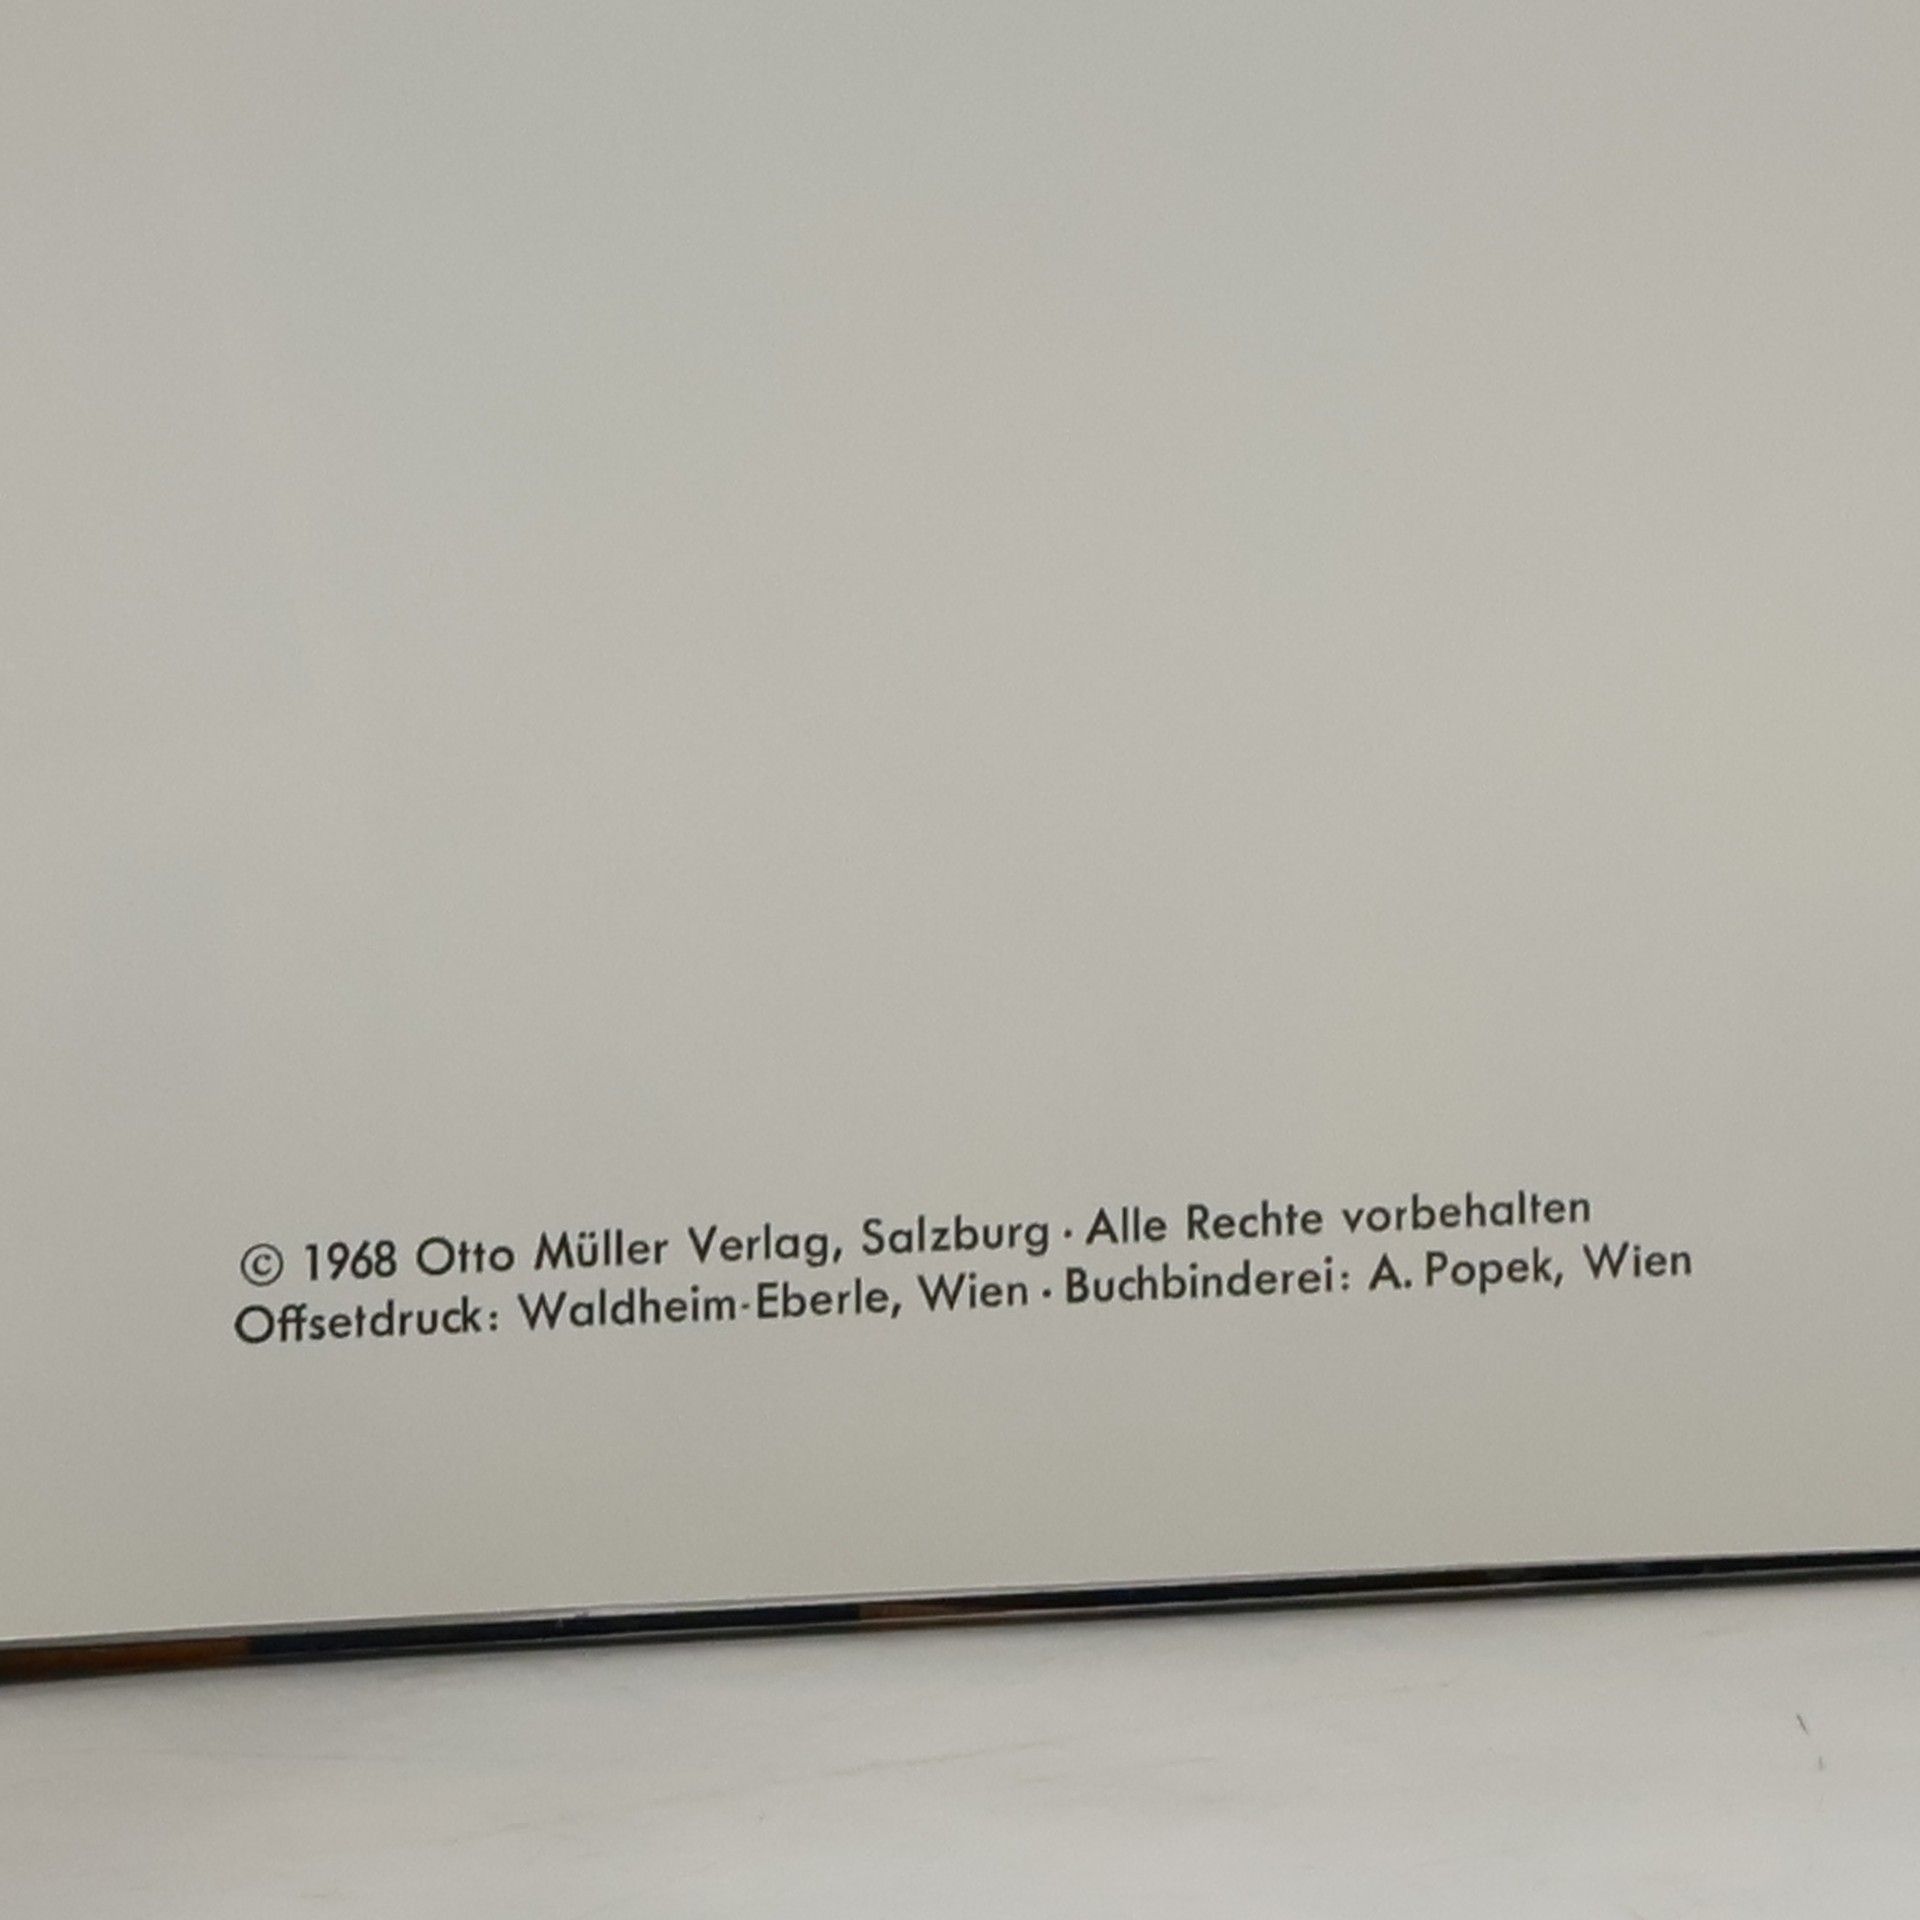 © 1968 Otto Müller Verlag, Salzburg · Alle Rechte vorbehalten
Offsetdruck: Waldheim-Eberle, Wien · Buchbinderei: A. Popek, Wien